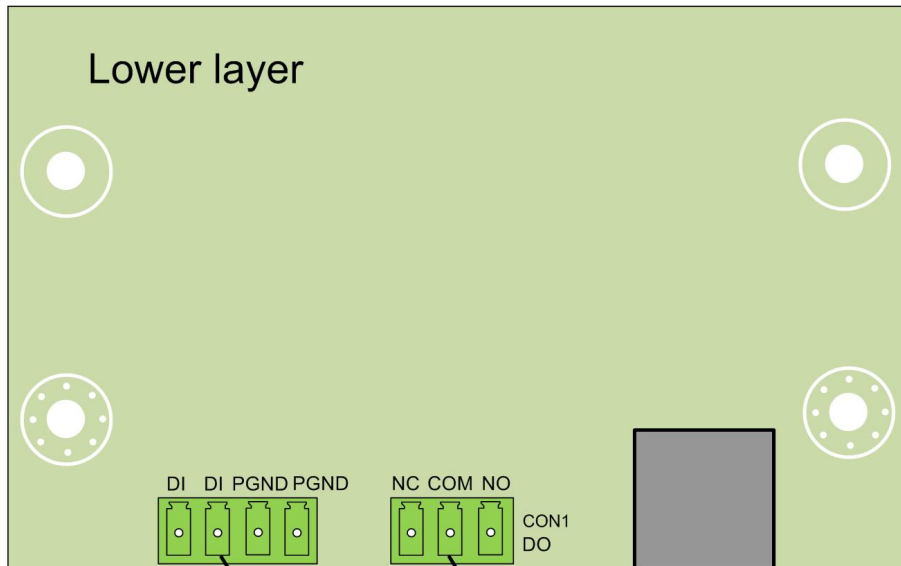 Lower layer
DI DI PGND PGND
NC COM NO
CON1
DO